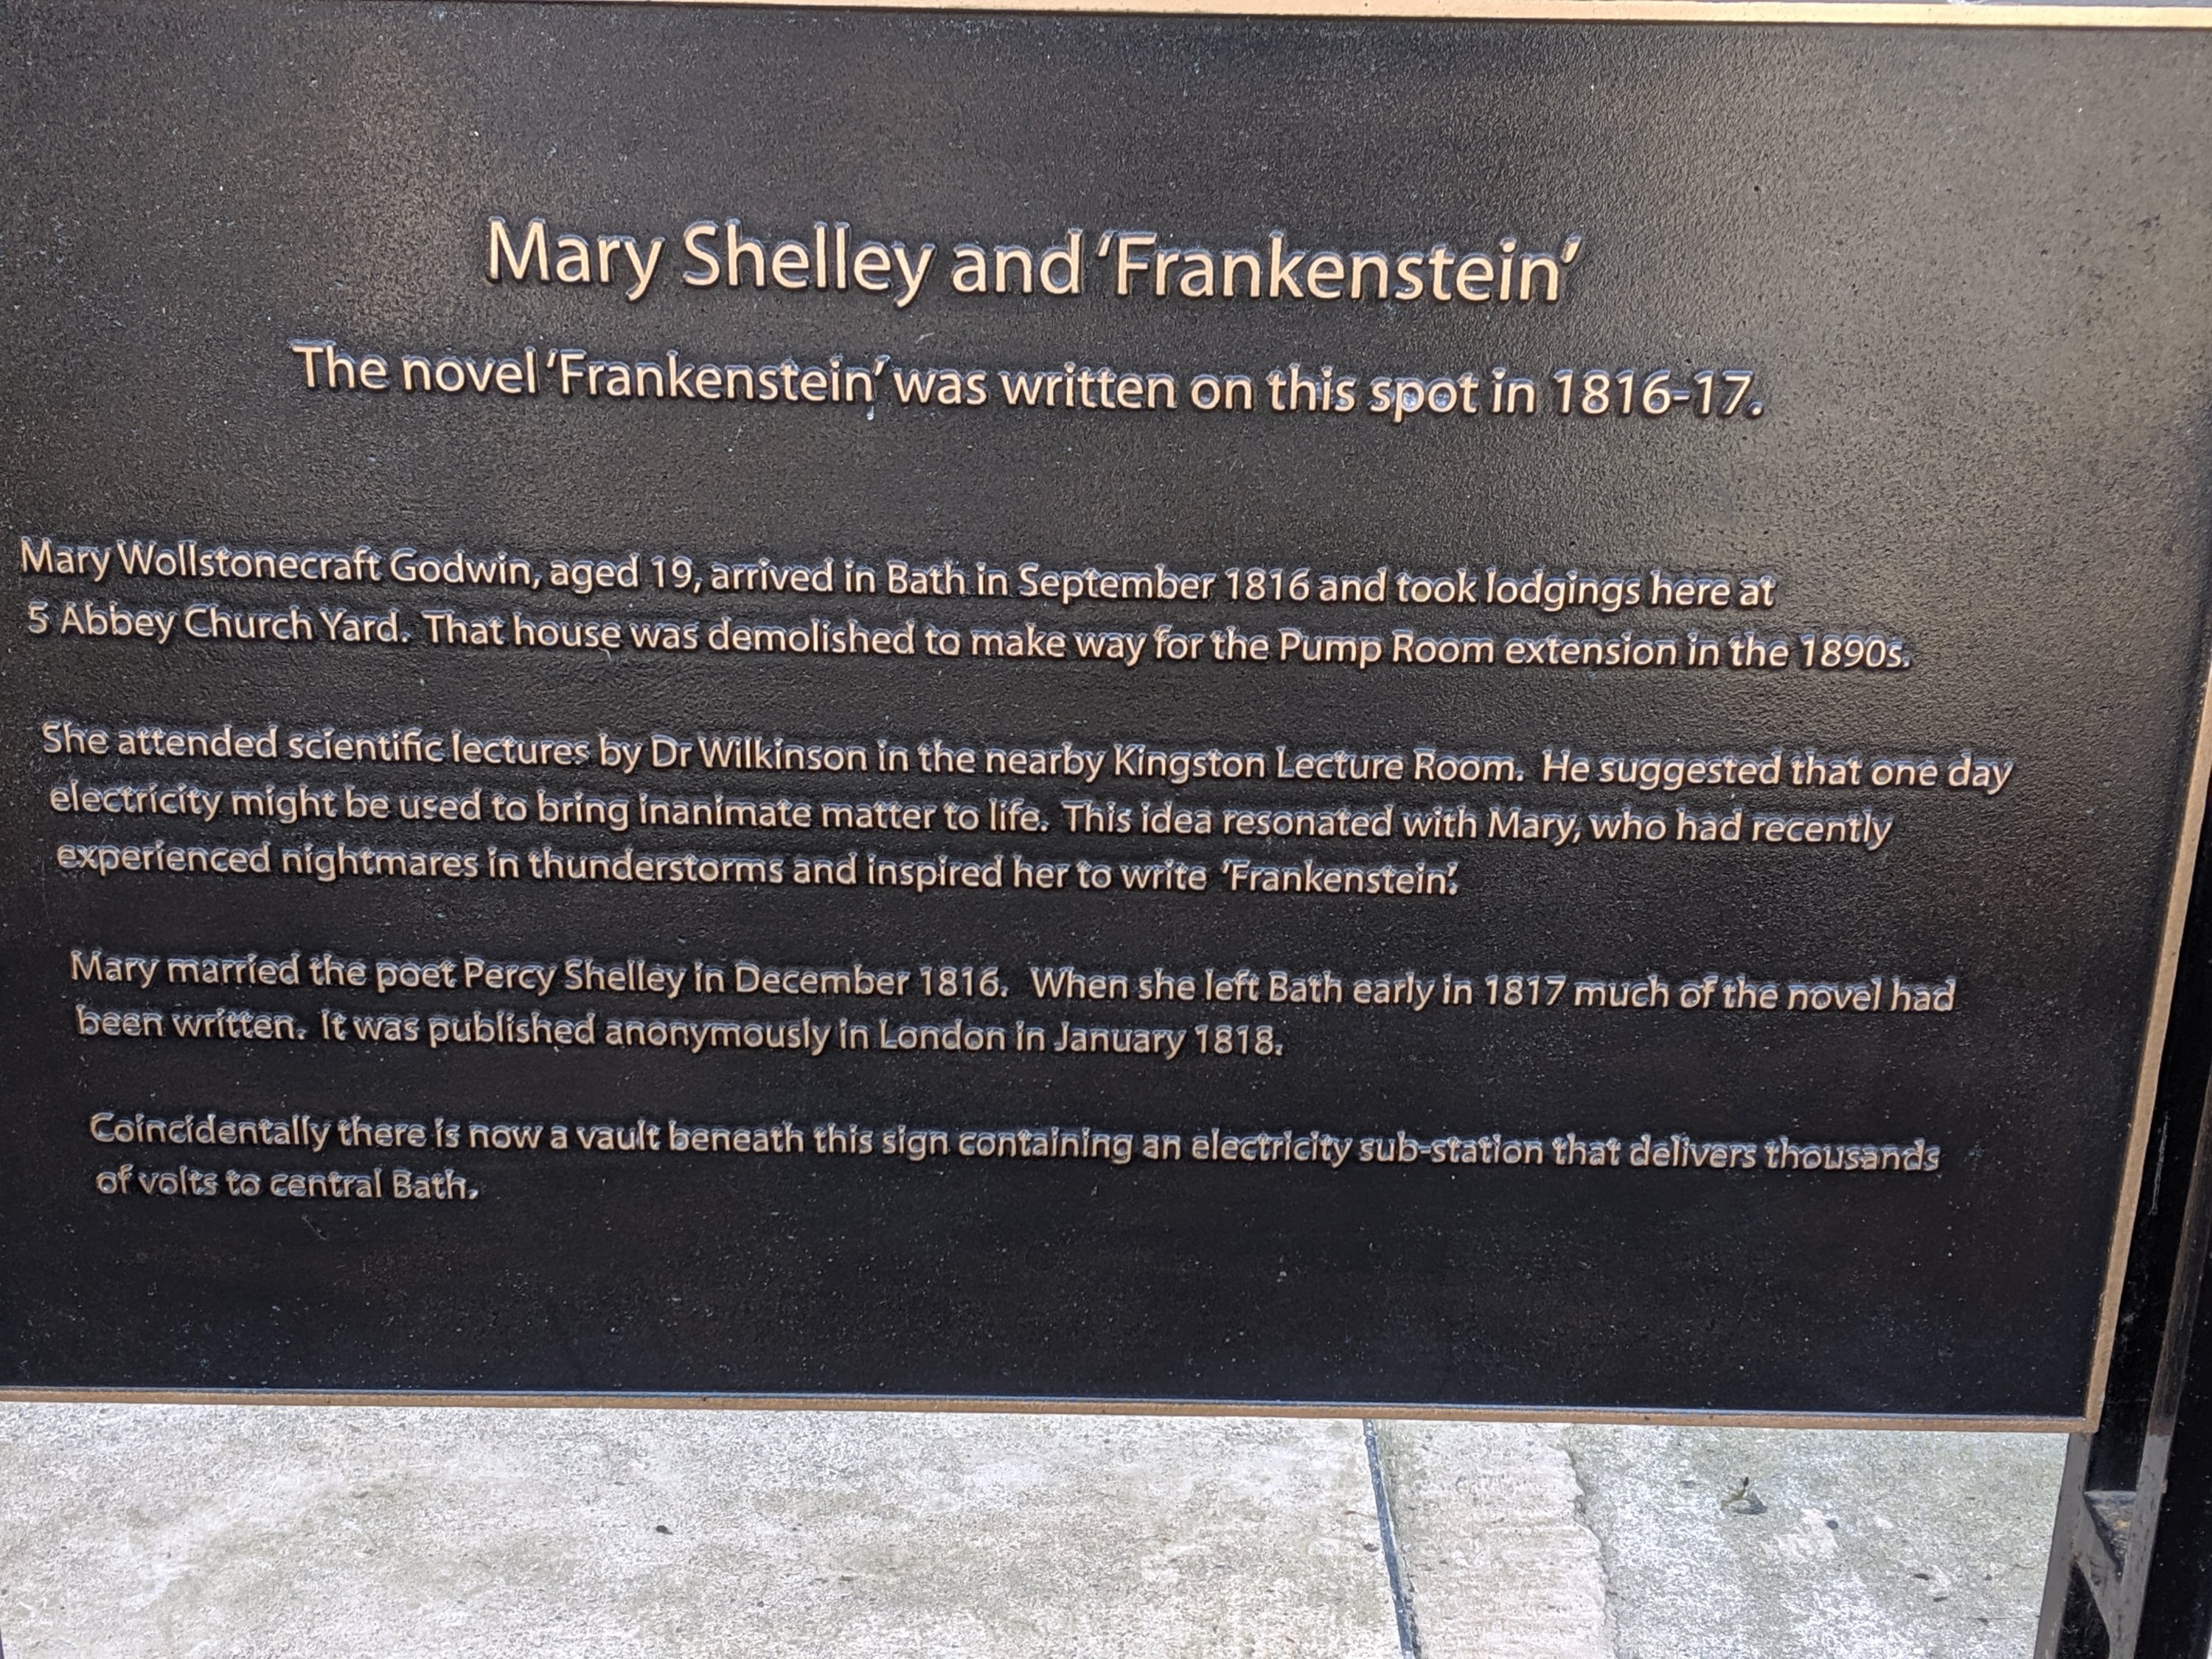 Mary Shelley and ‘Frankenstein’
The novel ‘Frankenstein’ was written on this spot in 1816-17.
Mary Wollstonecraft Godwin, aged 19, arrived in Bath in September 1816 and took lodgings here at
5 Abbey Church Yard. That house was demolished to make way for the Pump Room extension in the 1890s.
She attended scientific lectures by Dr Wilkinson in the nearby Kingston Lecture Room. He suggested that one day
electricity might be used to bring inanimate matter to life. This idea resonated with Mary, who had recently
experienced nightmares in thunderstorms and inspired her to write ‘Frankenstein’.
Mary married the poet Percy Shelley in December 1816. When she left Bath early in 1817 much of the novel had
been written. It was published anonymously in London in January 1818.
Coincidentally there is now a vault beneath this sign containing an electricity sub-station that delivers thousands
of volts to central Bath.